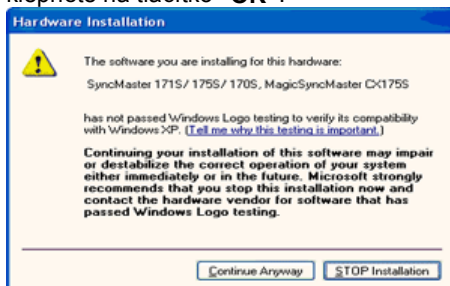 klepnete na tlačítko "OK".
Hardware Installation
The software you are installing for this hardware:
SyncMaster 171S/ 175S/ 170S, MagicSyncMaster CX175S
has not passed Windows Logo testing to verify its compatibility
with Windows XP. (Tell me why this testing is important.)
Continuing your installation of this software may impair
or destabilize the correct operation of your system
either immediately or in the future. Microsoft strongly
recommends that you stop this installation now and
contact the hardware vendor for software that has
passed Windows Logo testing.
Continue Anyway
STOP Installation